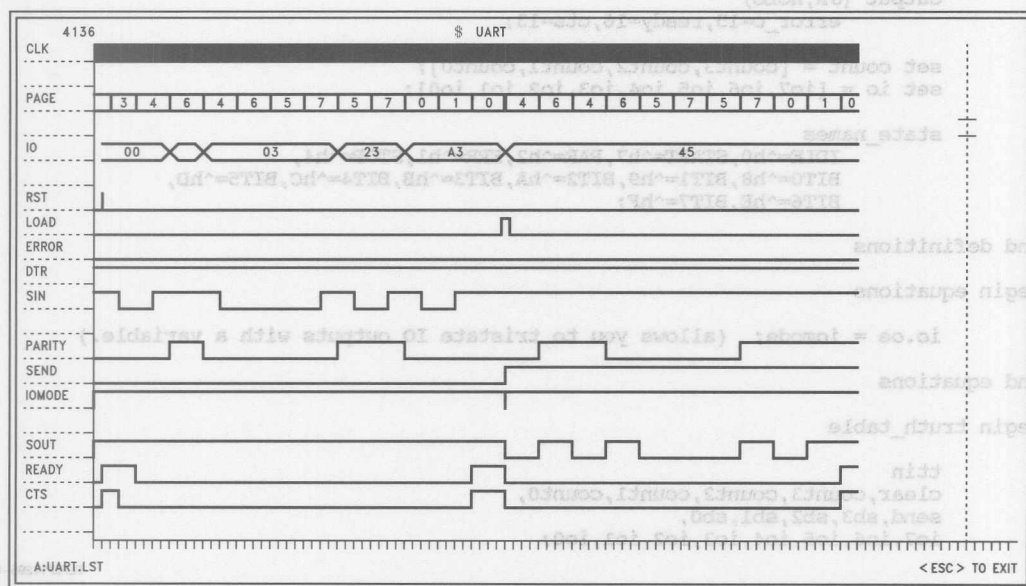 4136 $ UART
CLK
PAGE 3 4 6 4 6 5 7 5 7 0 1 0 4 6 4 6 5 7 5 7 0 1 0
IO 00 03 23 A3 45
RST
LOAD
ERROR
DTR
SIN
PARITY
SEND
IOMODE
SOUT
READY
CTS
A:UART.LST <ESC> TO EXIT